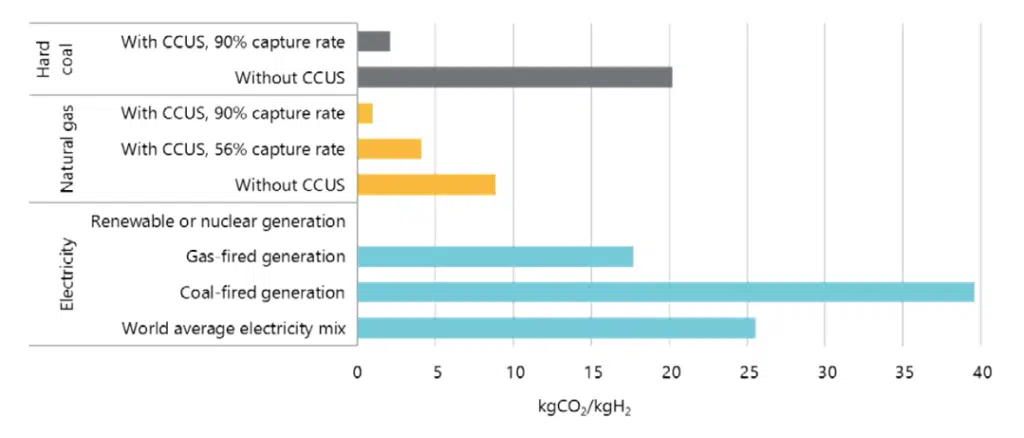 Hard
coal
With CCUS, 90% capture rate
Without CCUS
Natural gas
With CCUS, 90% capture rate
With CCUS, 56% capture rate
Without CCUS
Electricity
Renewable or nuclear generation
Gas-fired generation
Coal-fired generation
World average electricity mix
0 5 10 15 20 25 30 35 40
kgCO₂/kgH₂